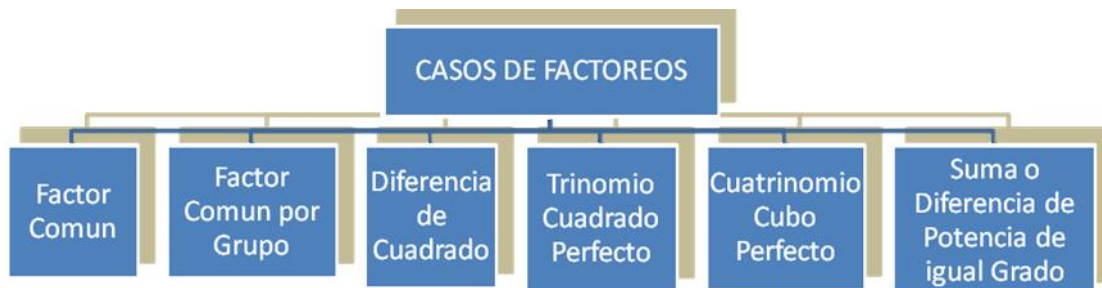 CASOS DE FACTOREOS
Factor
Comun
Factor
Comun por
Grupo
Diferencia
de
Cuadrado
Trinomio
Cuadrado
Perfecto
Cuatrinomio
Cubo
Perfecto
Suma o
Diferencia de
Potencia de
igual Grado